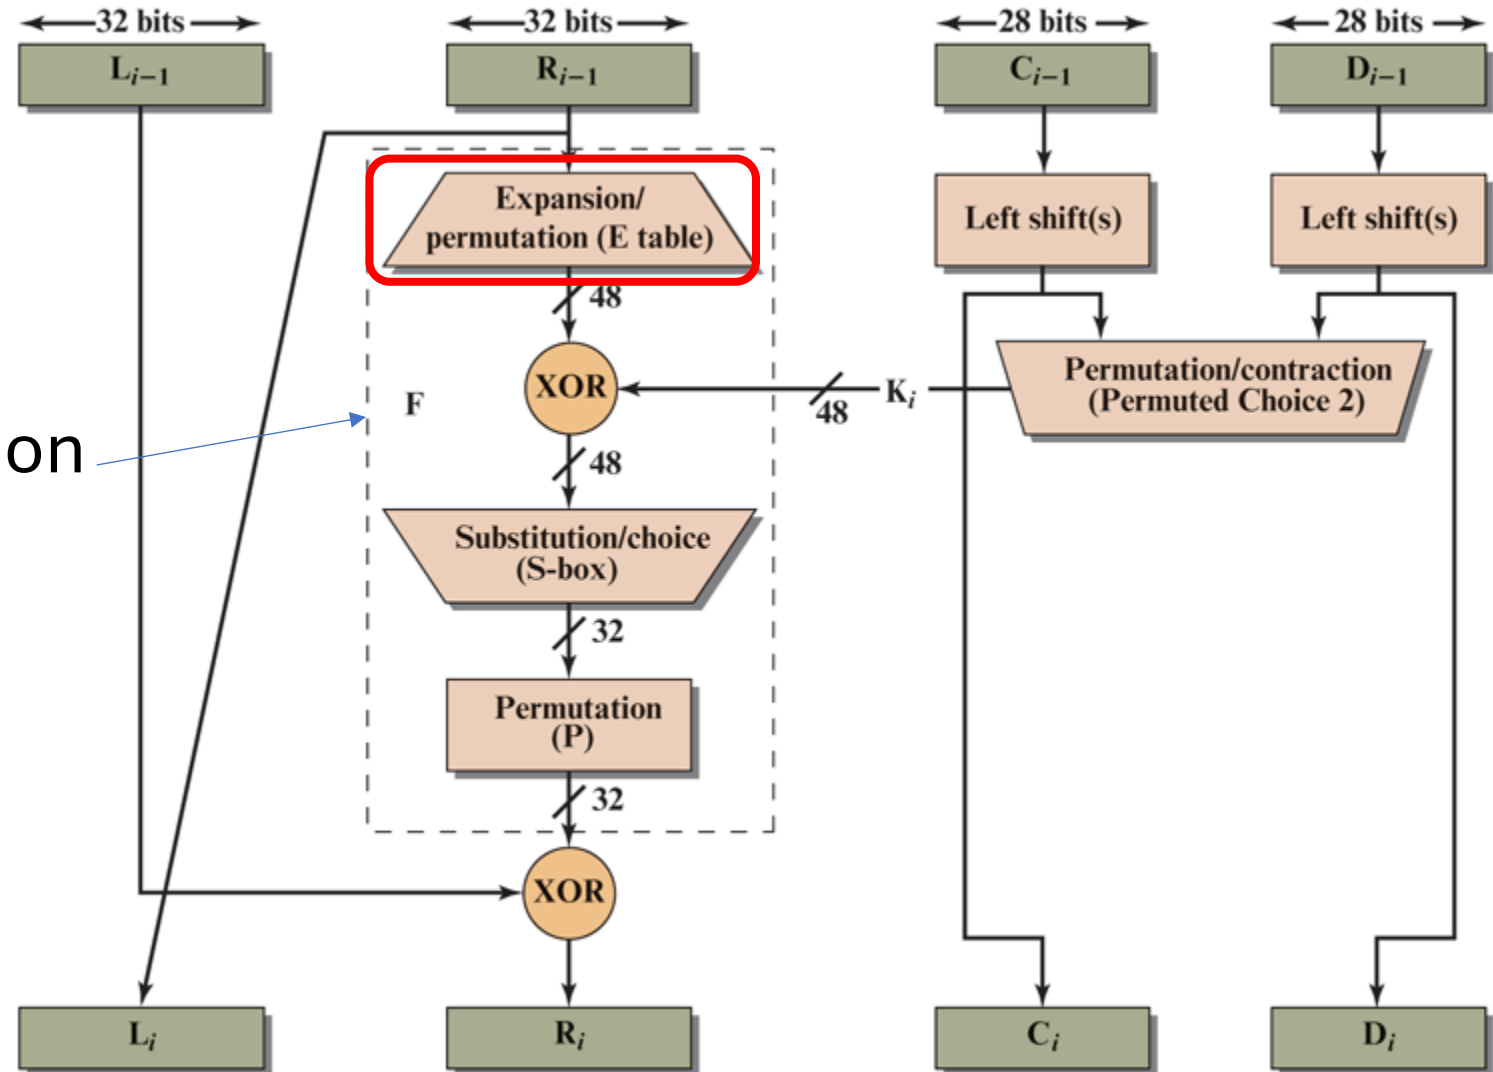 32 bits
32 bits
28 bits
28 bits
Lᵢ₋₁
Rᵢ₋₁
Cᵢ₋₁
Dᵢ₋₁
Expansion/
permutation (E table)
Left shift(s)
Left shift(s)
48
XOR
F
48
Kᵢ
Permutation/contraction
(Permuted Choice 2)
on
48
Substitution/choice
(S-box)
32
Permutation
(P)
32
XOR
Lᵢ
Rᵢ
Cᵢ
Dᵢ